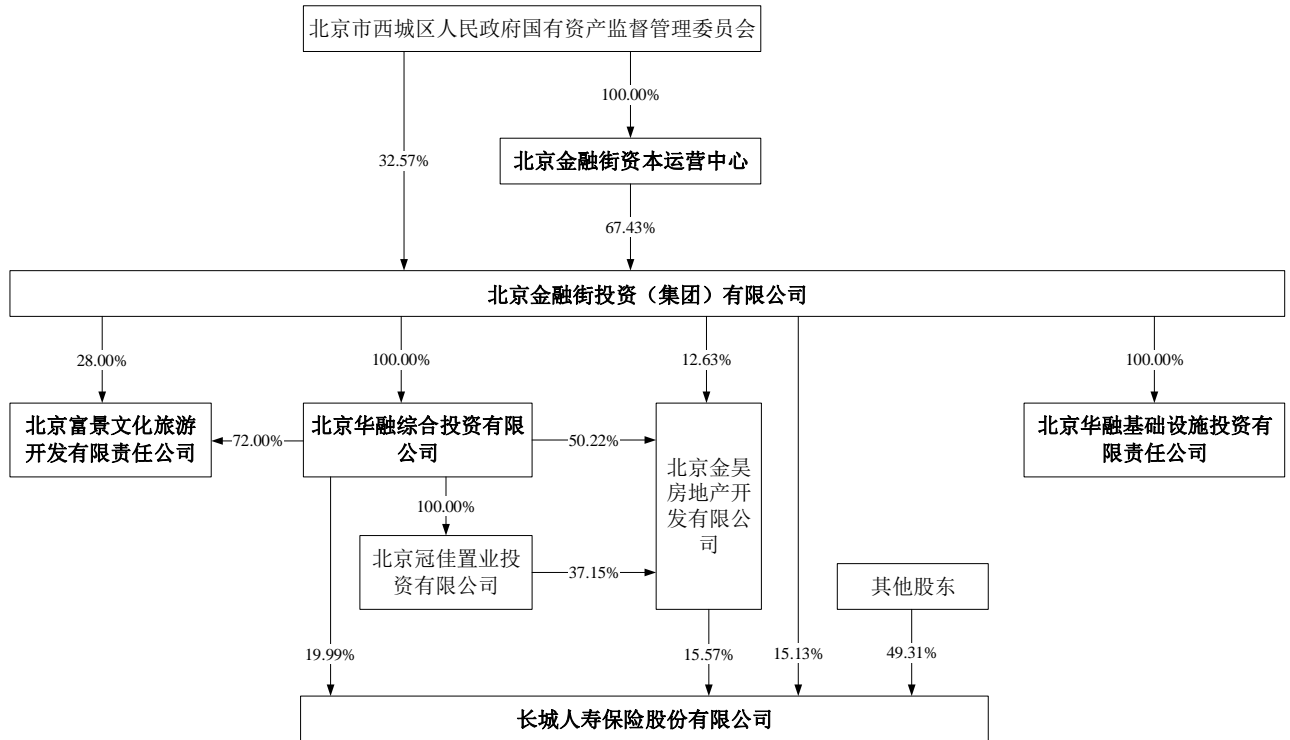 北京市西城区人民政府国有资产监督管理委员会
100.00%
32.57%
北京金融街资本运营中心
67.43%
北京金融街投资（集团）有限公司
28.00%
100.00%
12.63%
100.00%
北京富景文化旅游
开发有限责任公司
72.00%
北京华融综合投资有限
公司
50.22%
北京金昊
房地产开
发有限公
司
北京华融基础设施投资有
限责任公司
100.00%
北京冠佳置业投
资有限公司
37.15%
其他股东
19.99%
15.57%
15.13%
49.31%
长城人寿保险股份有限公司